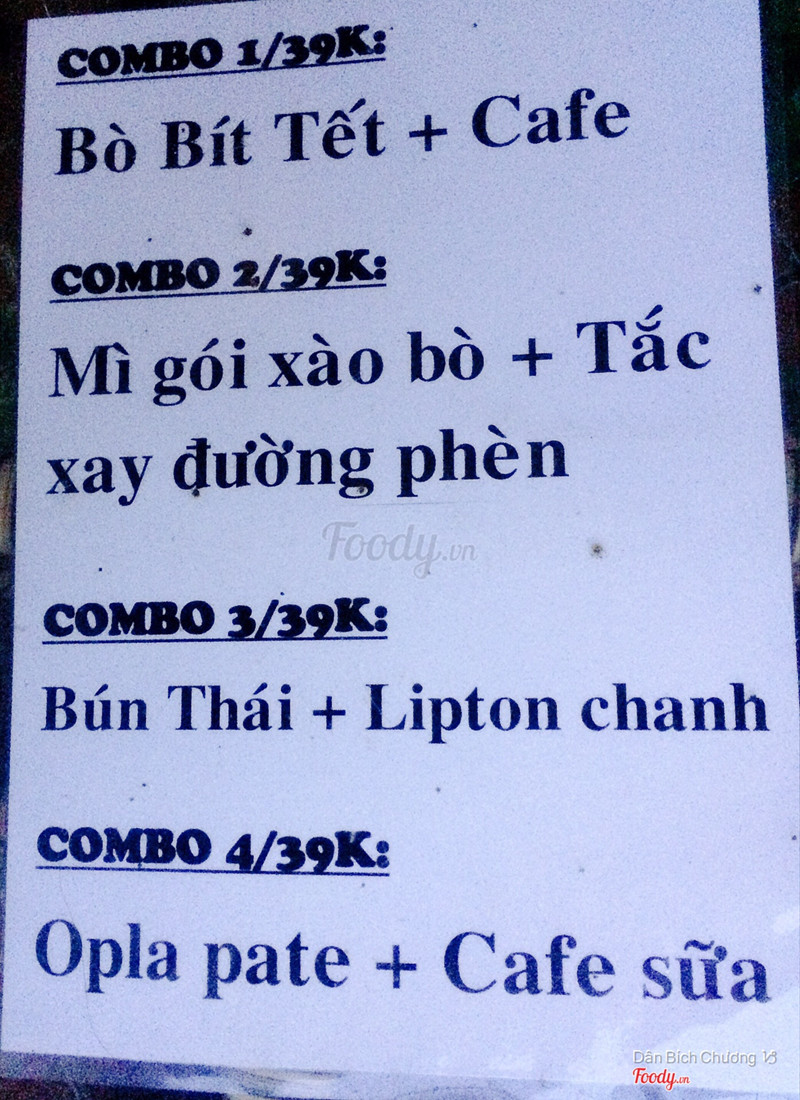 COMBO 1/39K:
Bò Bít Tết + Cafe
COMBO 2/39K:
Mì gói xào bò + Tắc
xay đường phèn
Foody.vn
COMBO 3/39K:
Bún Thái + Lipton chanh
COMBO 4/39K:
Opla pate + Cafe sữa
Dân Bích Chương
Foody.vn